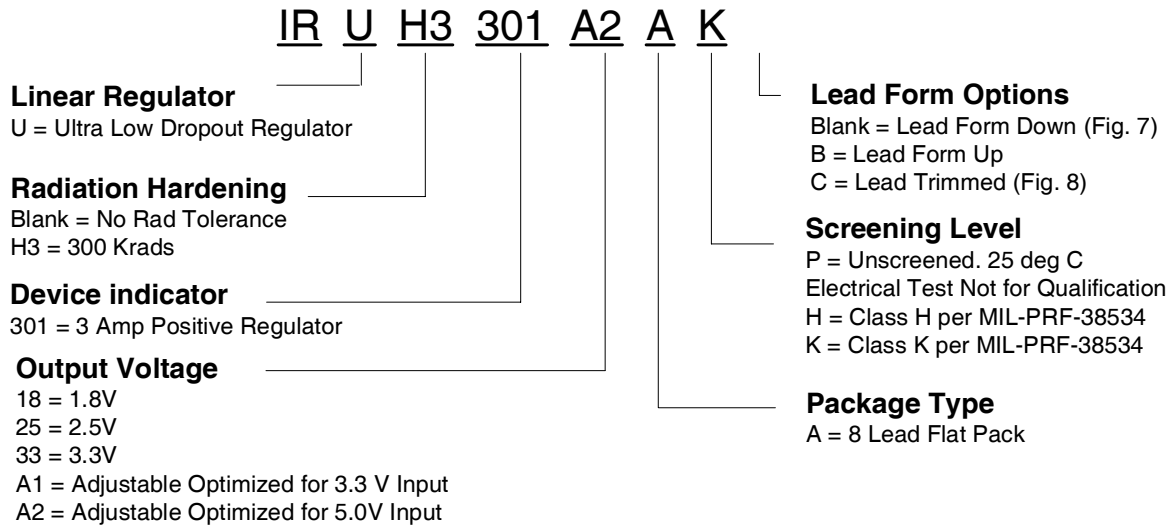 IR U H3 301 A2 A K
Linear Regulator
U = Ultra Low Dropout Regulator
Radiation Hardening
Blank = No Rad Tolerance
H3 = 300 Krads
Device indicator
301 = 3 Amp Positive Regulator
Output Voltage
18 = 1.8V
25 = 2.5V
33 = 3.3V
A1 = Adjustable Optimized for 3.3 V Input
A2 = Adjustable Optimized for 5.0V Input
Lead Form Options
Blank = Lead Form Down (Fig. 7)
B = Lead Form Up
C = Lead Trimmed (Fig. 8)
Screening Level
P = Unscreened. 25 deg C
Electrical Test Not for Qualification
H = Class H per MIL-PRF-38534
K = Class K per MIL-PRF-38534
Package Type
A = 8 Lead Flat Pack